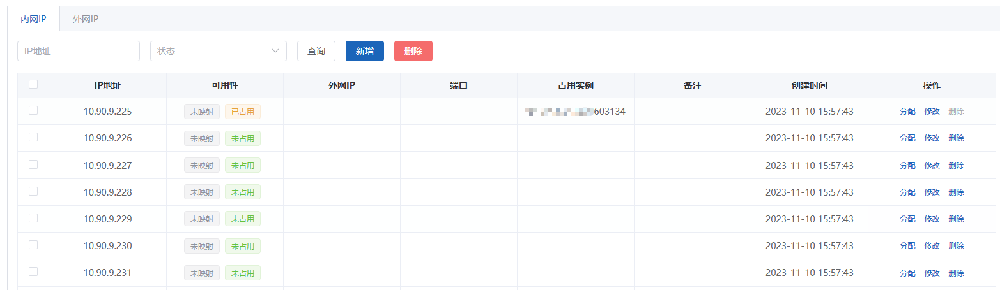 内网IP 外网IP
IP地址 状态 查询 新增 删除
IP地址 可用性 外网IP 端口 占用实例 备注 创建时间 操作
10.90.9.225 未映射 已占用 603134 2023-11-10 15:57:43 分配 修改 删除
10.90.9.226 未映射 未占用 2023-11-10 15:57:43 分配 修改 删除
10.90.9.227 未映射 未占用 2023-11-10 15:57:43 分配 修改 删除
10.90.9.228 未映射 未占用 2023-11-10 15:57:43 分配 修改 删除
10.90.9.229 未映射 未占用 2023-11-10 15:57:43 分配 修改 删除
10.90.9.230 未映射 未占用 2023-11-10 15:57:43 分配 修改 删除
10.90.9.231 未映射 未占用 2023-11-10 15:57:43 分配 修改 删除